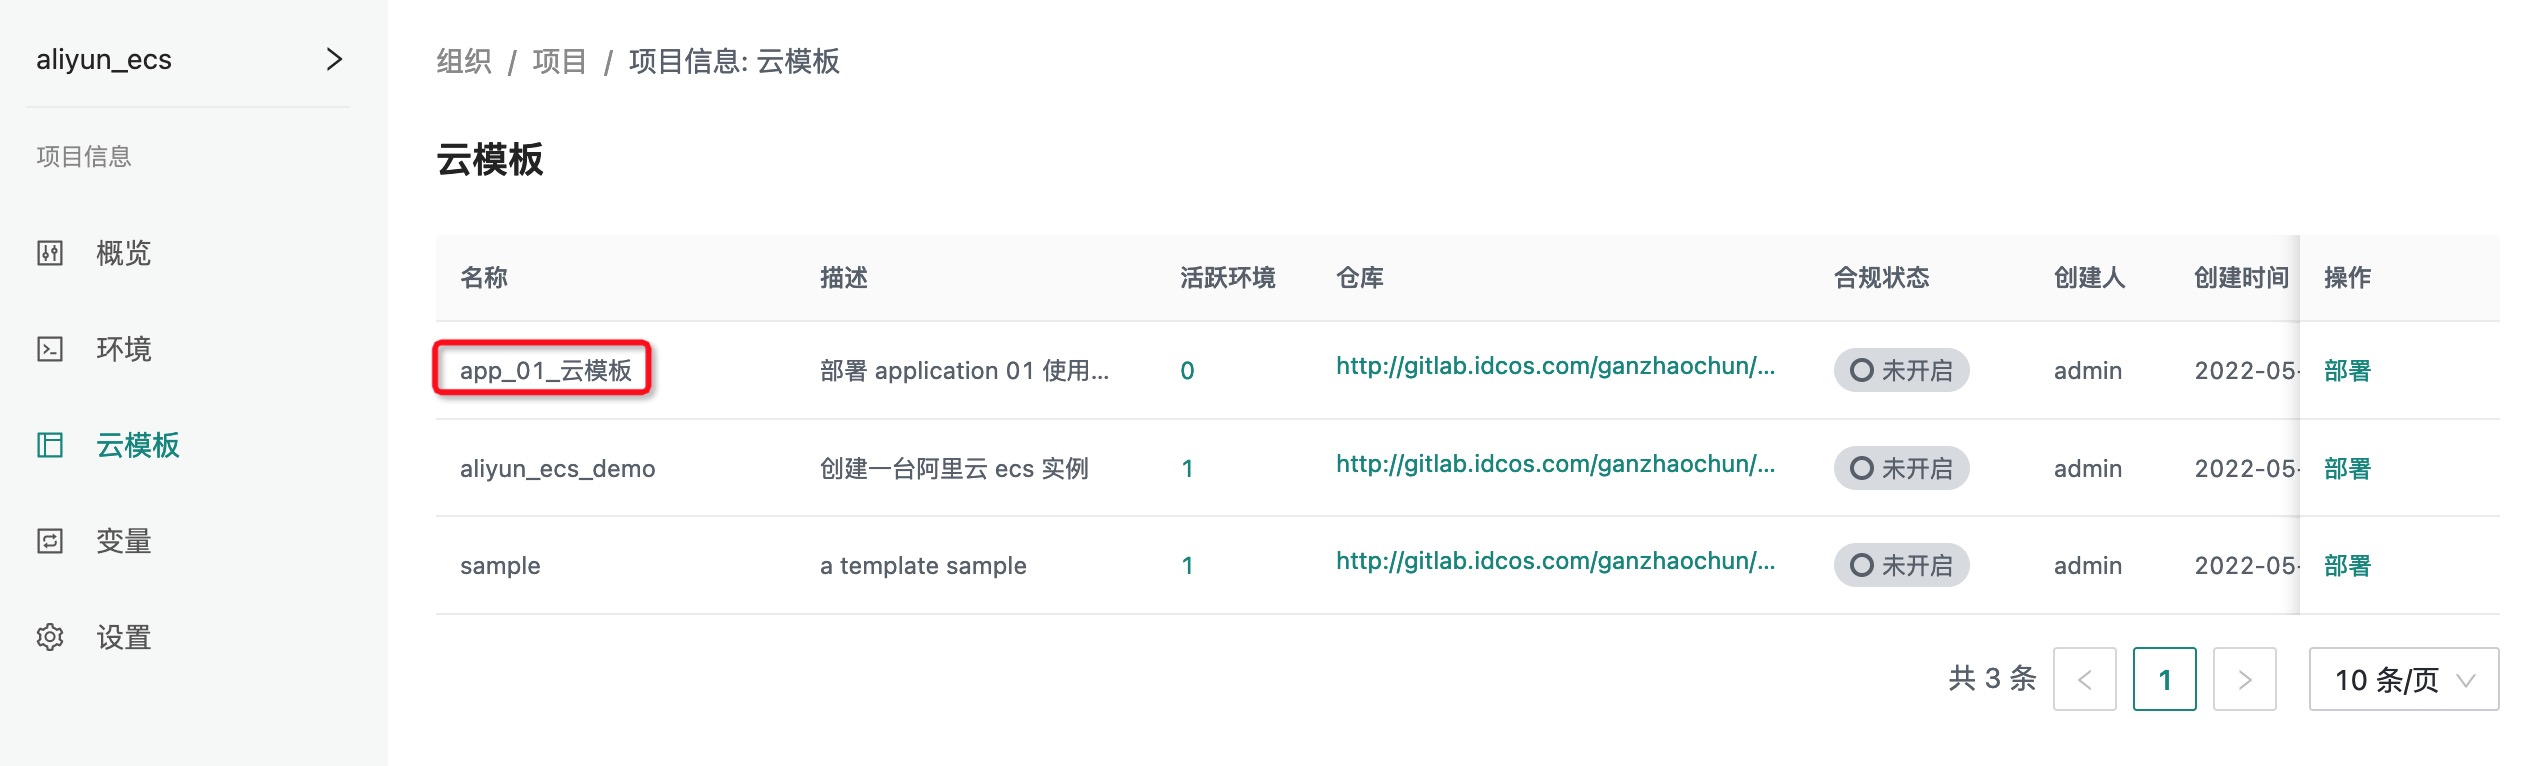 aliyun_ecs
项目信息
概览
环境
云模板
变量
设置
组织 / 项目 / 项目信息: 云模板
云模板
名称 描述 活跃环境 仓库 合规状态 创建人 创建时间 操作
app_01_云模板 部署 application 01 使用... 0 http://gitlab.idcos.com/ganzhaochun/... 未开启 admin 2022-05- 部署
aliyun_ecs_demo 创建一台阿里云 ecs 实例 1 http://gitlab.idcos.com/ganzhaochun/... 未开启 admin 2022-05- 部署
sample a template sample 1 http://gitlab.idcos.com/ganzhaochun/... 未开启 admin 2022-05- 部署
共 3 条 < 1 > 10 条/页